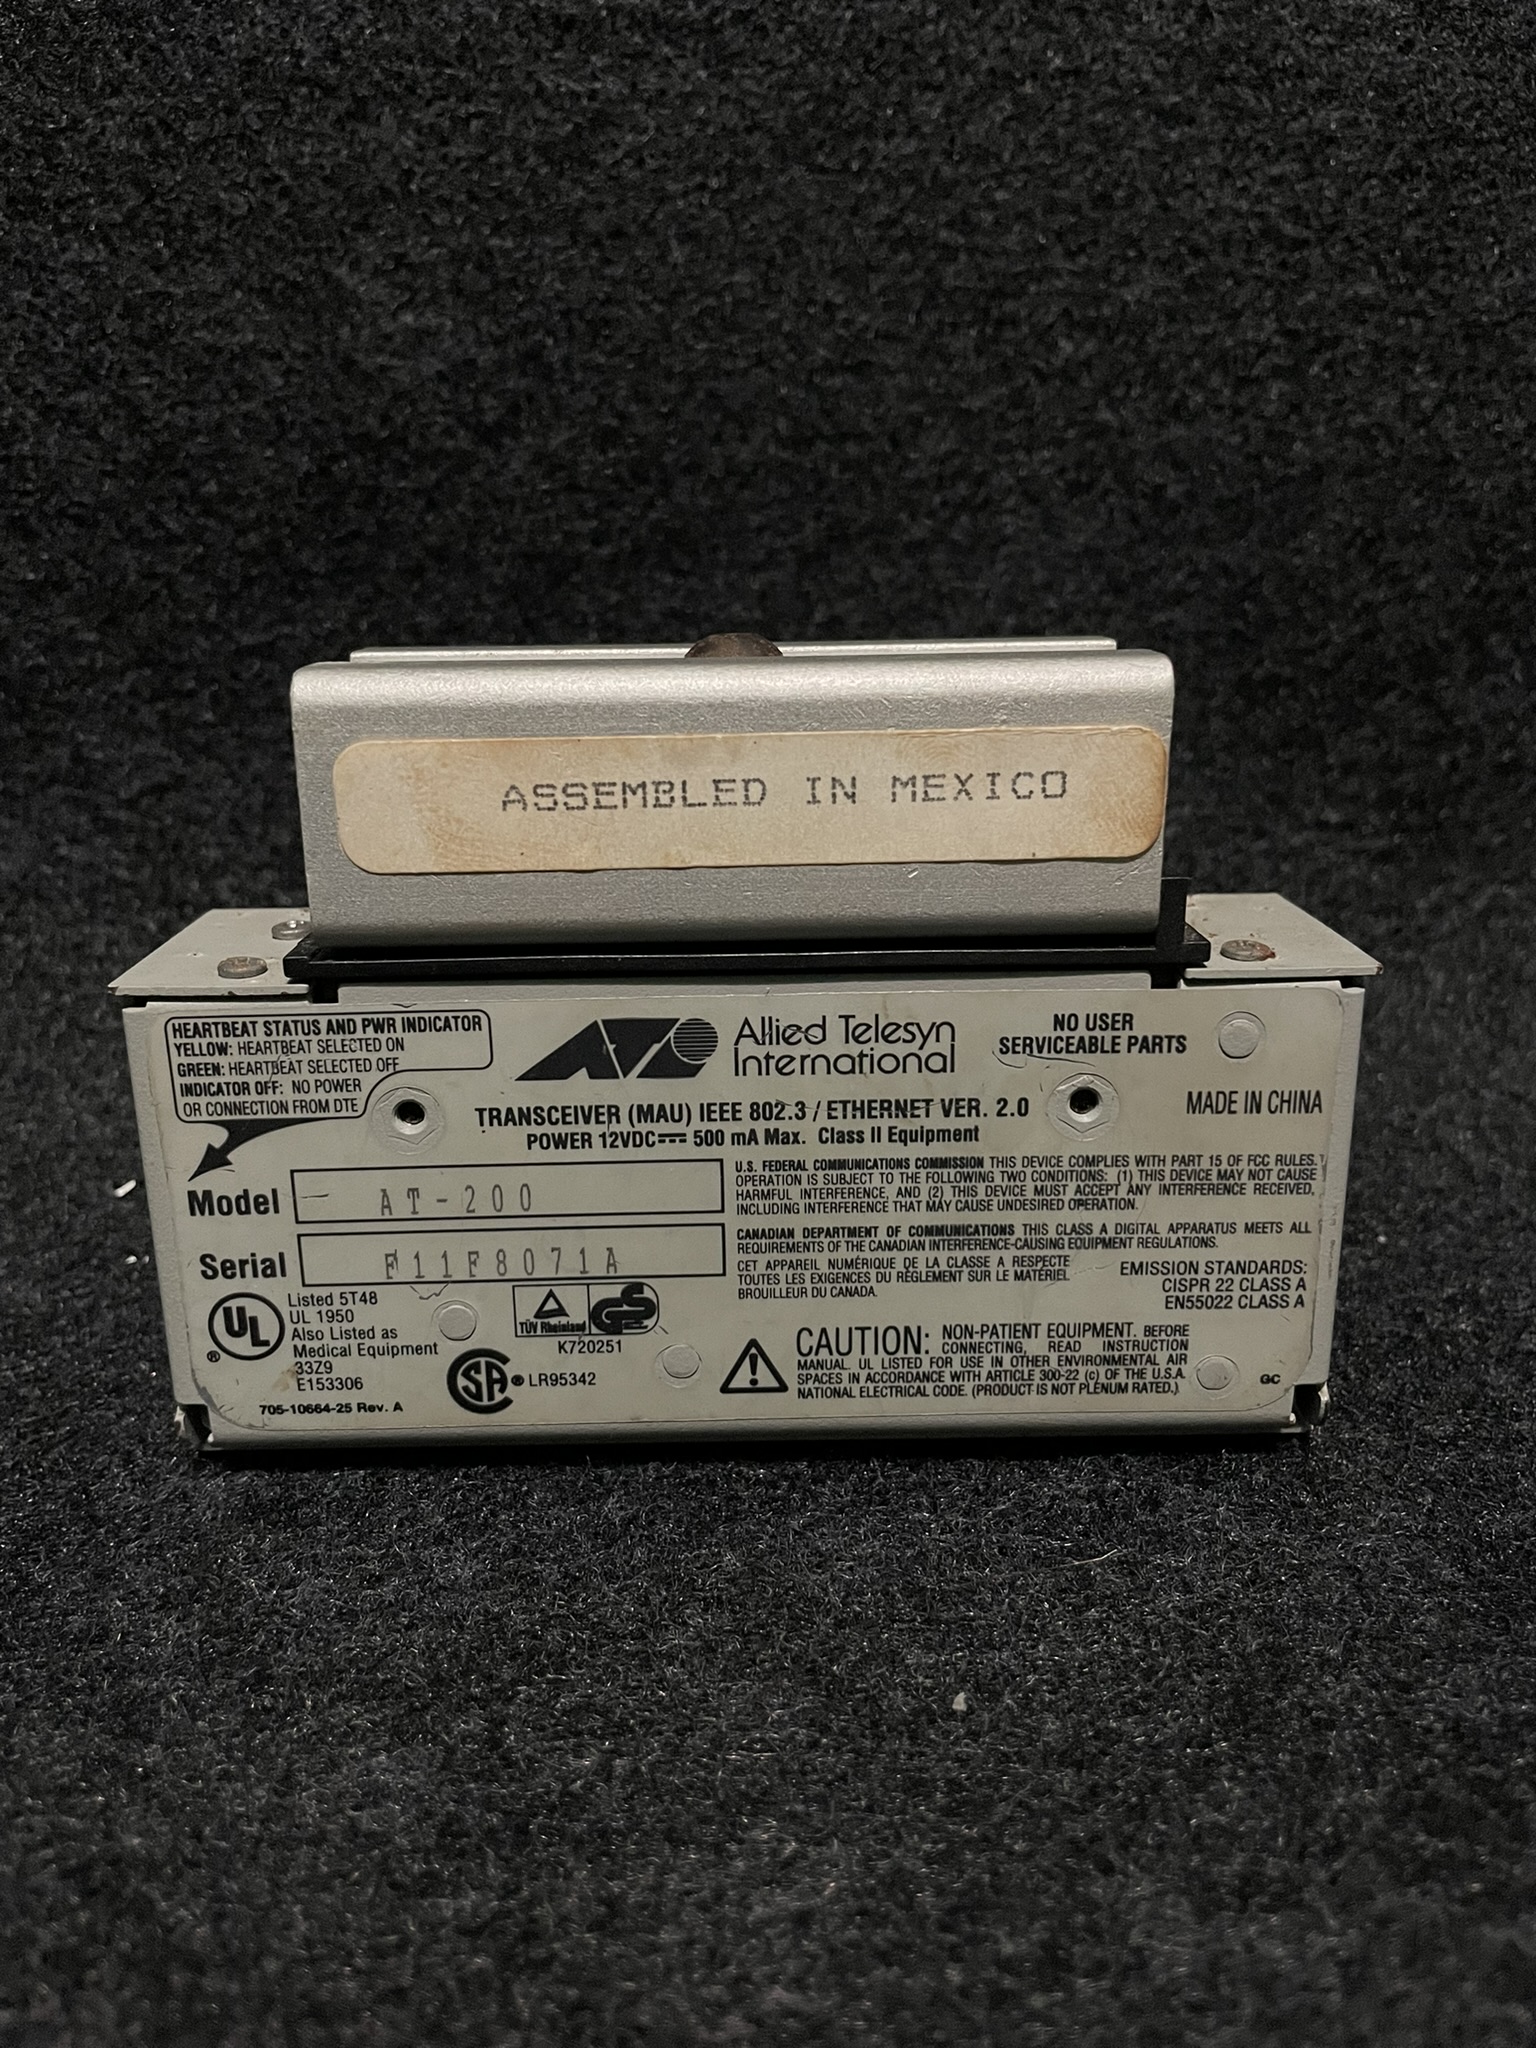 ASSEMBLED IN MEXICO
HEARTBEAT STATUS AND PWR INDICATOR
YELLOW: HEARTBEAT SELECTED ON
GREEN: HEARTBEAT SELECTED OFF
INDICATOR OFF: NO POWER
OR CONNECTION FROM DTE
Allied Telesyn
International
NO USER
SERVICEABLE PARTS
MADE IN CHINA
TRANSCEIVER (MAU) IEEE 802.3 / ETHERNET VER. 2.0
POWER 12VDC⎓ 500 mA Max. Class II Equipment
Model AT-200
Serial F11F8071A
U.S. FEDERAL COMMUNICATIONS COMMISSION THIS DEVICE COMPLIES WITH PART 15 OF FCC RULES.
OPERATION IS SUBJECT TO THE FOLLOWING TWO CONDITIONS: (1) THIS DEVICE MAY NOT CAUSE
HARMFUL INTERFERENCE, AND (2) THIS DEVICE MUST ACCEPT ANY INTERFERENCE RECEIVED,
INCLUDING INTERFERENCE THAT MAY CAUSE UNDESIRED OPERATION.
CANADIAN DEPARTMENT OF COMMUNICATIONS THIS CLASS A DIGITAL APPARATUS MEETS ALL
REQUIREMENTS OF THE CANADIAN INTERFERENCE-CAUSING EQUIPMENT REGULATIONS.
CET APPAREIL NUMÉRIQUE DE LA CLASSE A RESPECTE
TOUTES LES EXIGENCES DU RÈGLEMENT SUR LE MATÉRIEL
BROUILLEUR DU CANADA.
EMISSION STANDARDS:
CISPR 22 CLASS A
EN55022 CLASS A
UL ®
Listed 5T48
UL 1950
Also Listed as
Medical Equipment
33Z9
E153306
TÜV Rheinland
GS
K720251
SA ® LR95342
705-10664-25 Rev. A
CAUTION: NON-PATIENT EQUIPMENT. BEFORE
CONNECTING, READ INSTRUCTION
MANUAL. UL LISTED FOR USE IN OTHER ENVIRONMENTAL AIR
SPACES IN ACCORDANCE WITH ARTICLE 300-22 (c) OF THE U.S.A.
NATIONAL ELECTRICAL CODE. (PRODUCT IS NOT PLENUM RATED.)
GC